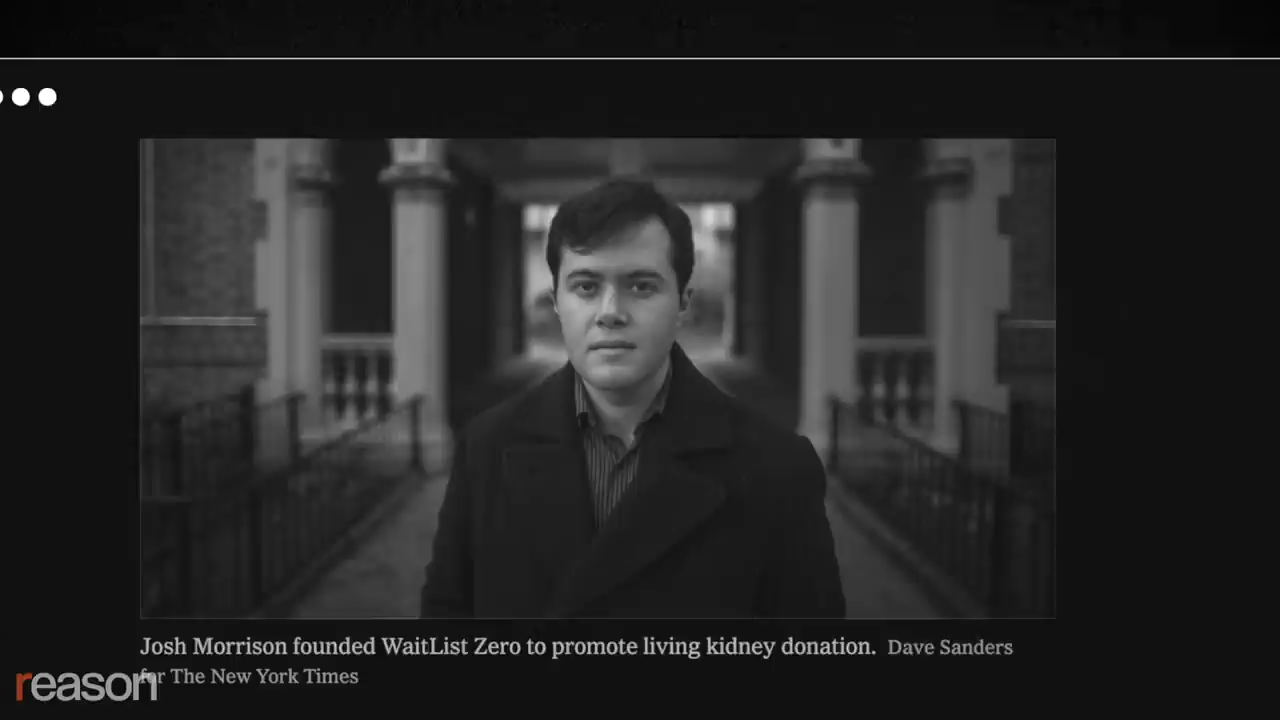 Josh Morrison founded WaitList Zero to promote living kidney donation. Dave Sanders
for The New York Times
reason